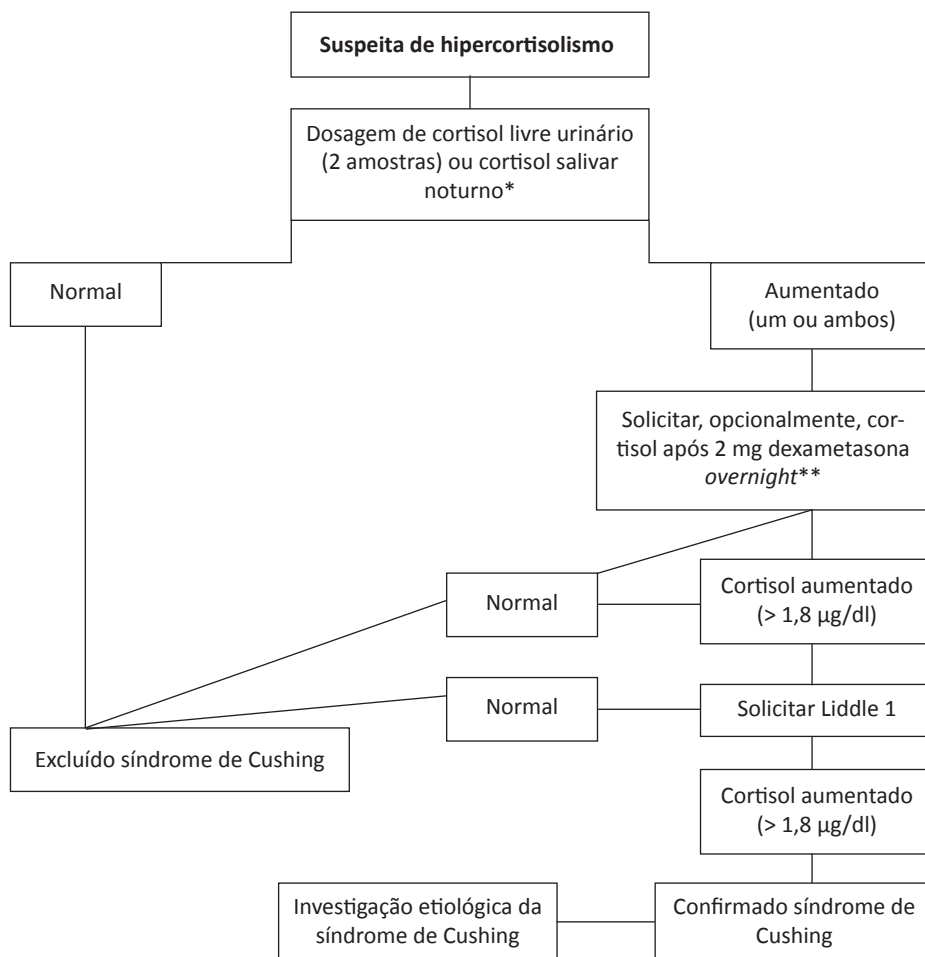 Suspeita de hipercortisolismo
Dosagem de cortisol livre urinário
(2 amostras) ou cortisol salivar
noturno*
Normal
Aumentado
(um ou ambos)
Solicitar, opcionalmente, cor-
tisol após 2 mg dexametasona
overnight**
Normal
Cortisol aumentado
(> 1,8 µg/dl)
Normal
Solicitar Liddle 1
Excluído síndrome de Cushing
Cortisol aumentado
(> 1,8 µg/dl)
Investigação etiológica da
síndrome de Cushing
Confirmado síndrome de
Cushing